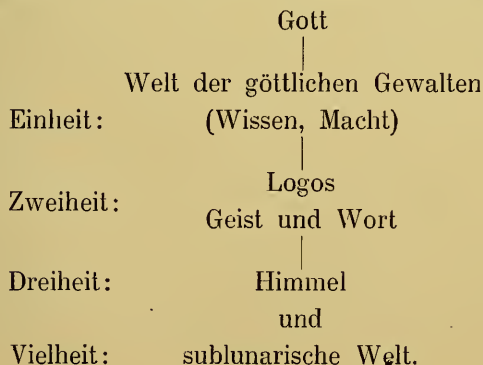 Gott
Welt der göttlichen Gewalten
Einheit: (Wissen, Macht)
Logos
Zweiheit:
Geist und Wort
Dreiheit: Himmel
und
Vielheit: sublunarische Welt.